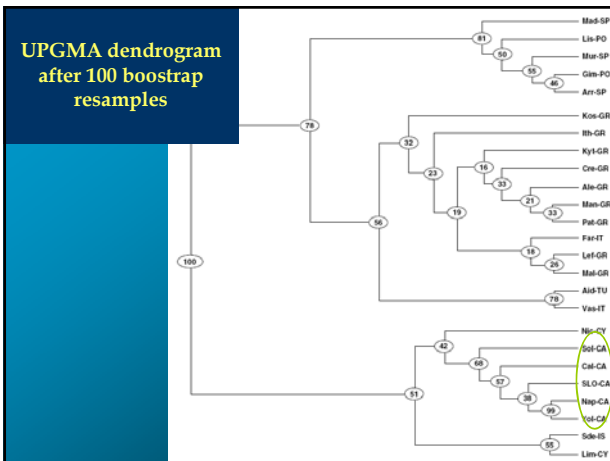 UPGMA dendrogram
after 100 boostrap
resamples
Mad-SP
81
Lis-PO
50
Mur-SP
55
Gim-PO
46
Arr-SP
78
Kos-GR
32
Ith-GR
23
Kyt-GR
16
Cre-GR
33
Ale-GR
21
Man-GR
33
Pat-GR
19
56
Far-IT
16
Lef-GR
26
Mal-GR
100
Aid-TU
78
Vas-IT
Nic-CY
42
Sol-CA
68
Cal-CA
57
SLO-CA
38
Nap-CA
99
Yol-CA
51
Sde-IS
55
Lim-CY